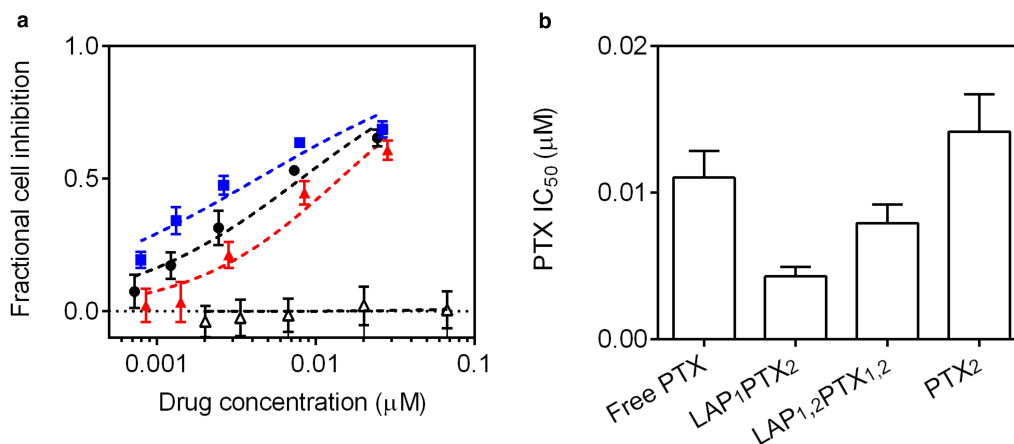 a
b
1.0
0.5
0.0
Fractional cell inhibition
0.001
0.01
0.1
Drug concentration (μM)
0.02
0.01
0.00
PTX IC50 (μM)
Free PTX
LAP1PTX2
LAP1,2PTX1,2
PTX2